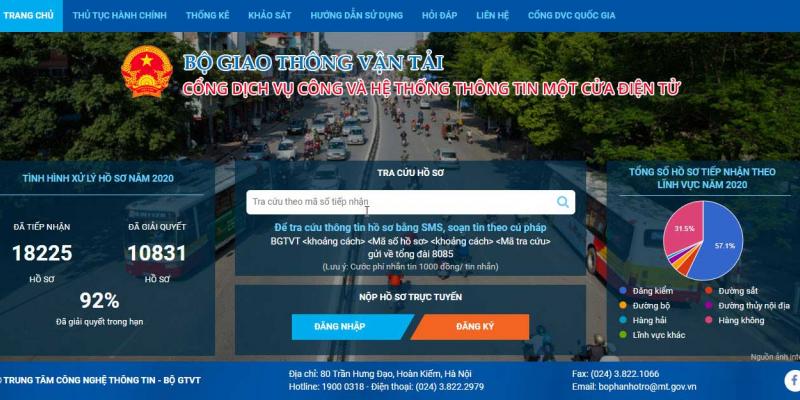 TRANG CHỦ THỦ TỤC HÀNH CHÍNH THỐNG KÊ KHẢO SÁT HƯỚNG DẪN SỬ DỤNG HỎI ĐÁP LIÊN HỆ CỔNG DVC QUỐC GIA
BỘ GIAO THÔNG VẬN TẢI
CỔNG DỊCH VỤ CÔNG VÀ HỆ THỐNG THÔNG TIN MỘT CỬA ĐIỆN TỬ
TÌNH HÌNH XỬ LÝ HỒ SƠ NĂM 2020
ĐÃ TIẾP NHẬN ĐÃ GIẢI QUYẾT
18225 10831
HỒ SƠ HỒ SƠ
92%
Đã giải quyết trong hạn
TRA CỨU HỒ SƠ
Tra cứu theo mã số tiếp nhận
Để tra cứu thông tin hồ sơ bằng SMS, soạn tin theo cú pháp
BGTVT <khoảng cách> <Mã số hồ sơ> <khoảng cách> <Mã tra cứu>
gửi về tổng đài 8085
(Lưu ý: Cước phí nhắn tin 1000 đồng/ tin nhắn)
NỘP HỒ SƠ TRỰC TUYẾN
ĐĂNG NHẬP ĐĂNG KÝ
TỔNG SỐ HỒ SƠ TIẾP NHẬN THEO
LĨNH VỰC NĂM 2020
31.5%
57.1%
Đăng kiểm Đường sắt
Đường bộ Đường thủy nội địa
Hàng hải Hàng không
Lĩnh vực khác
Nguồn ảnh inte
© TRUNG TÂM CÔNG NGHỆ THÔNG TIN - BỘ GTVT
Địa chỉ: 80 Trần Hưng Đạo, Hoàn Kiếm, Hà Nội
Hotline: 1900 0318 - Điện thoại: (024) 3.822.2979
Fax: (024) 3.822.1066
Email: bophanhotro@mt.gov.vn